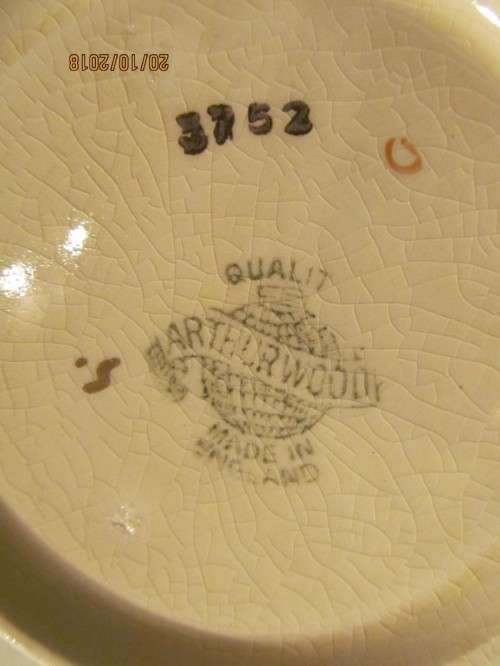 20/10/2018
3752
O
QUALIT
ARTHUR WOOD
MADE IN
ENGLAND